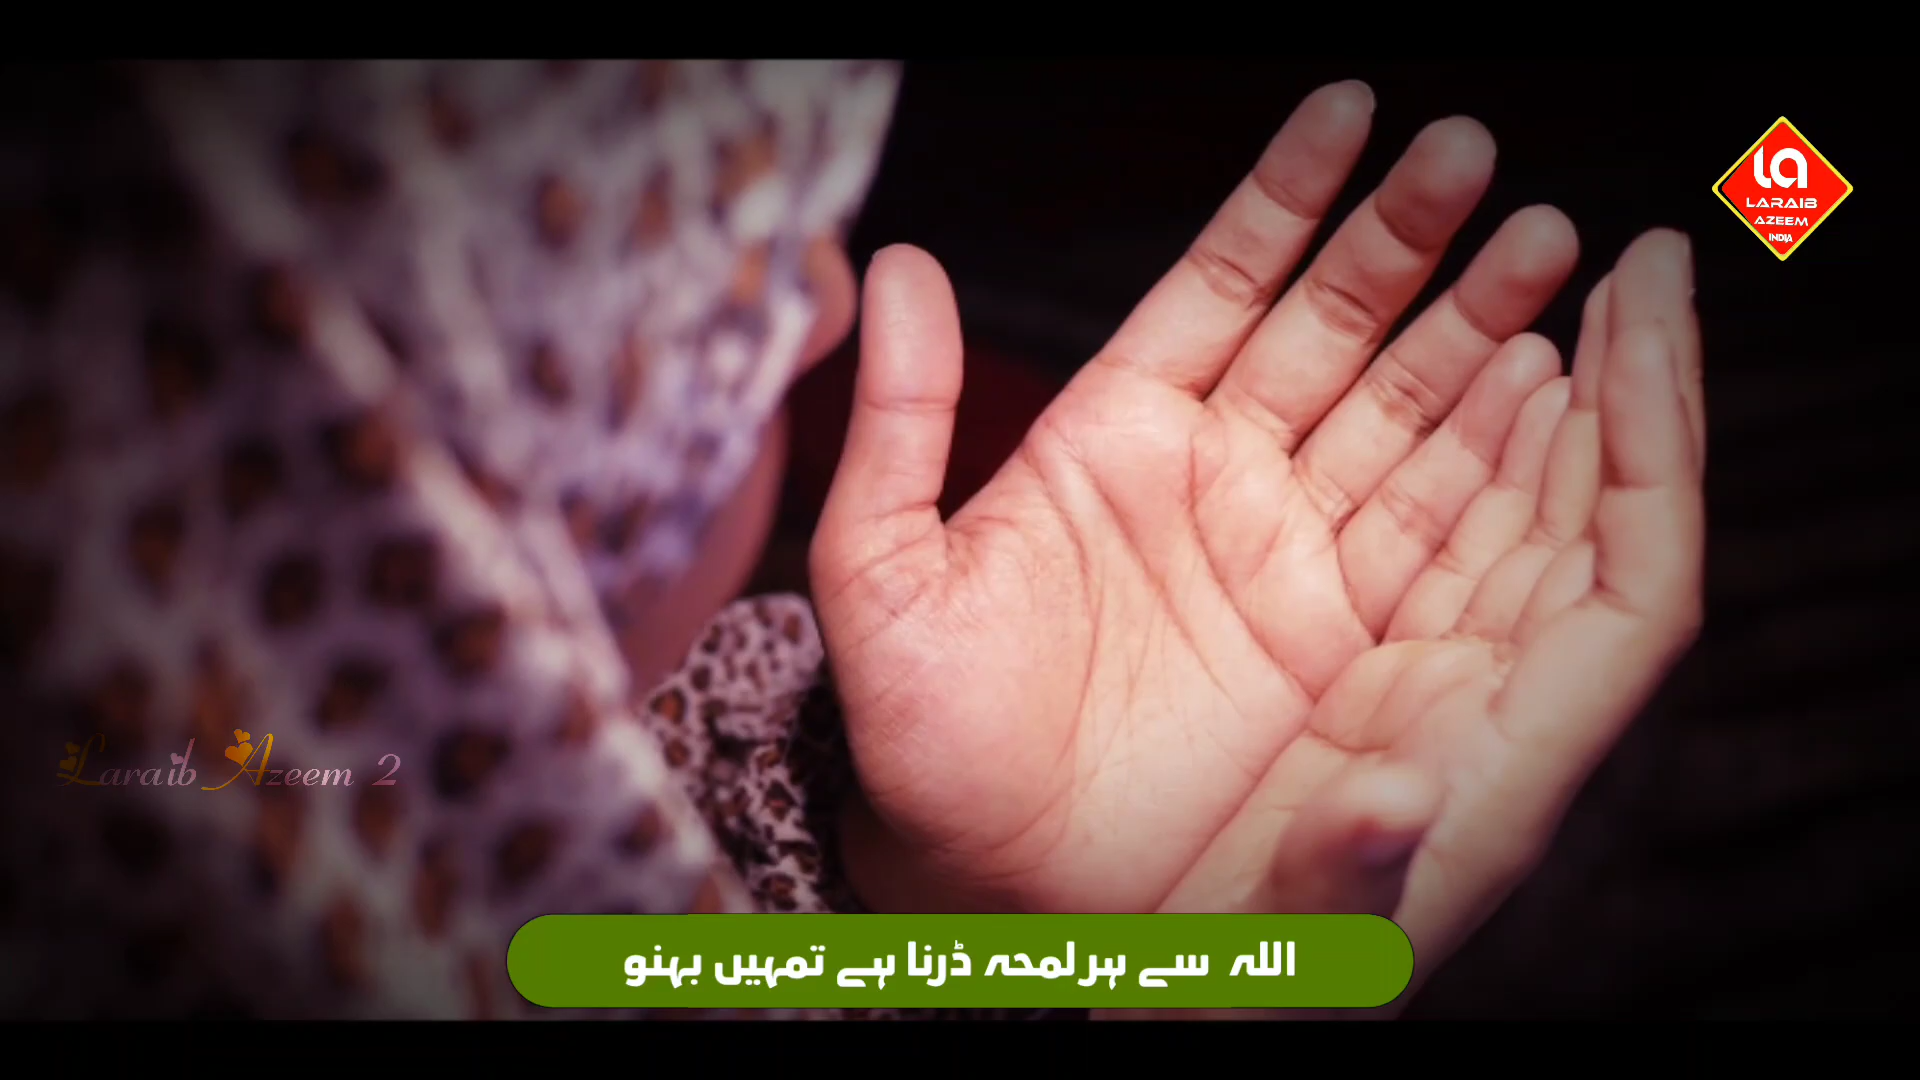 la
LARAIB
AZEEM
INDIA
Laraib Azeem 2
اللہ سے ہر لمحہ ڈرنا ہے تمہیں بہنو